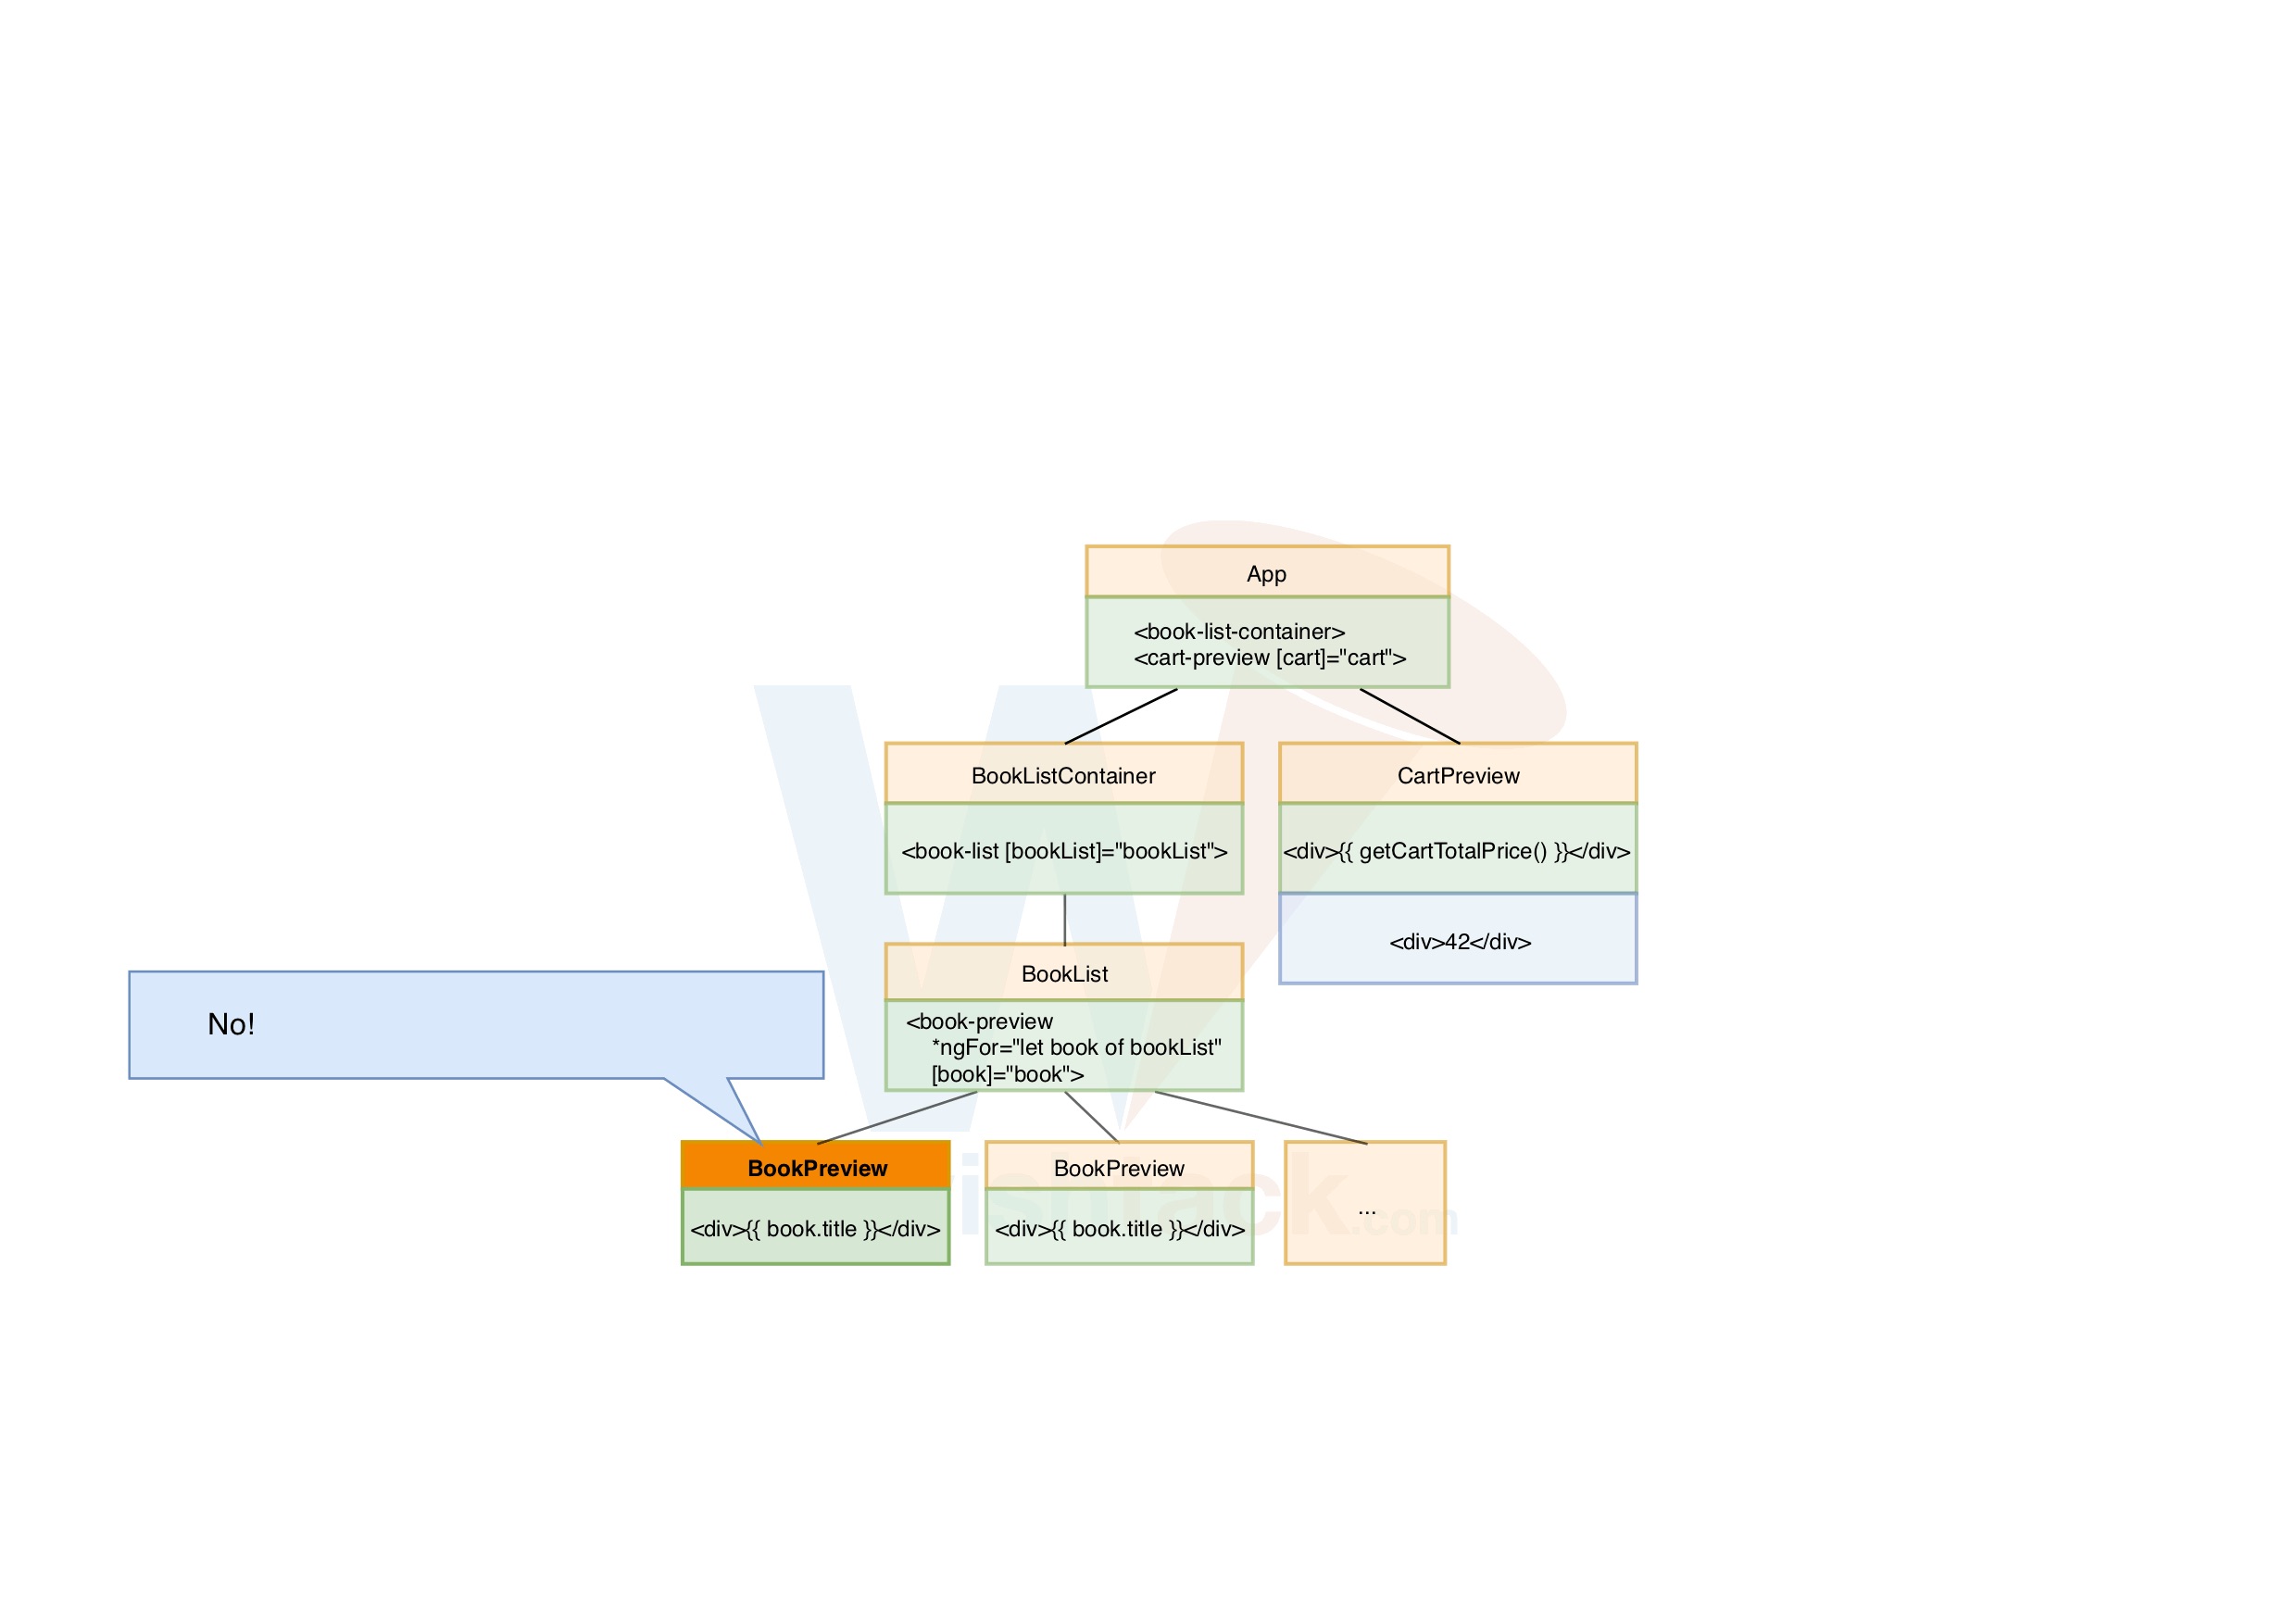 App
<book-list-container>
<cart-preview [cart]="cart">
BookListContainer
<book-list [bookList]="bookList">
CartPreview
<div>{{ getCartTotalPrice() }}</div>
<div>42</div>
BookList
<book-preview
*ngFor="let book of bookList"
[book]="book">
No!
BookPreview
<div>{{ book.title }}</div>
BookPreview
<div>{{ book.title }}</div>
...
wishtack.com